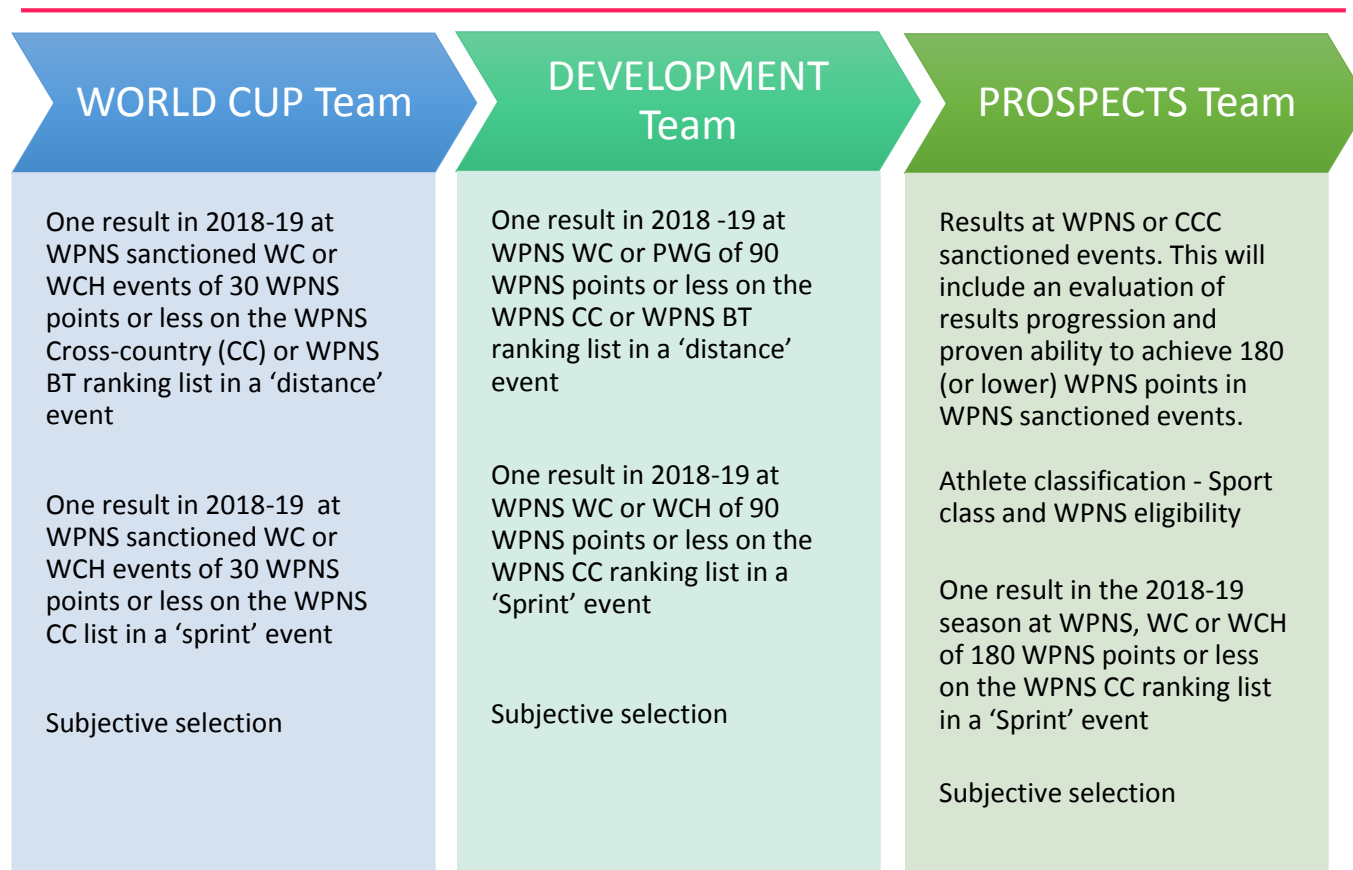 WORLD CUP Team
One result in 2018-19 at
WPNS sanctioned WC or
WCH events of 30 WPNS
points or less on the WPNS
Cross-country (CC) or WPNS
BT ranking list in a ‘distance’
event
One result in 2018-19 at
WPNS sanctioned WC or
WCH events of 30 WPNS
points or less on the WPNS
CC list in a ‘sprint’ event
Subjective selection
DEVELOPMENT
Team
One result in 2018 -19 at
WPNS WC or PWG of 90
WPNS points or less on the
WPNS CC or WPNS BT
ranking list in a ‘distance’
event
One result in 2018-19 at
WPNS WC or WCH of 90
WPNS points or less on the
WPNS CC ranking list in a
‘Sprint’ event
Subjective selection
PROSPECTS Team
Results at WPNS or CCC
sanctioned events. This will
include an evaluation of
results progression and
proven ability to achieve 180
(or lower) WPNS points in
WPNS sanctioned events.
Athlete classification - Sport
class and WPNS eligibility
One result in the 2018-19
season at WPNS, WC or WCH
of 180 WPNS points or less
on the WPNS CC ranking list
in a ‘Sprint’ event
Subjective selection